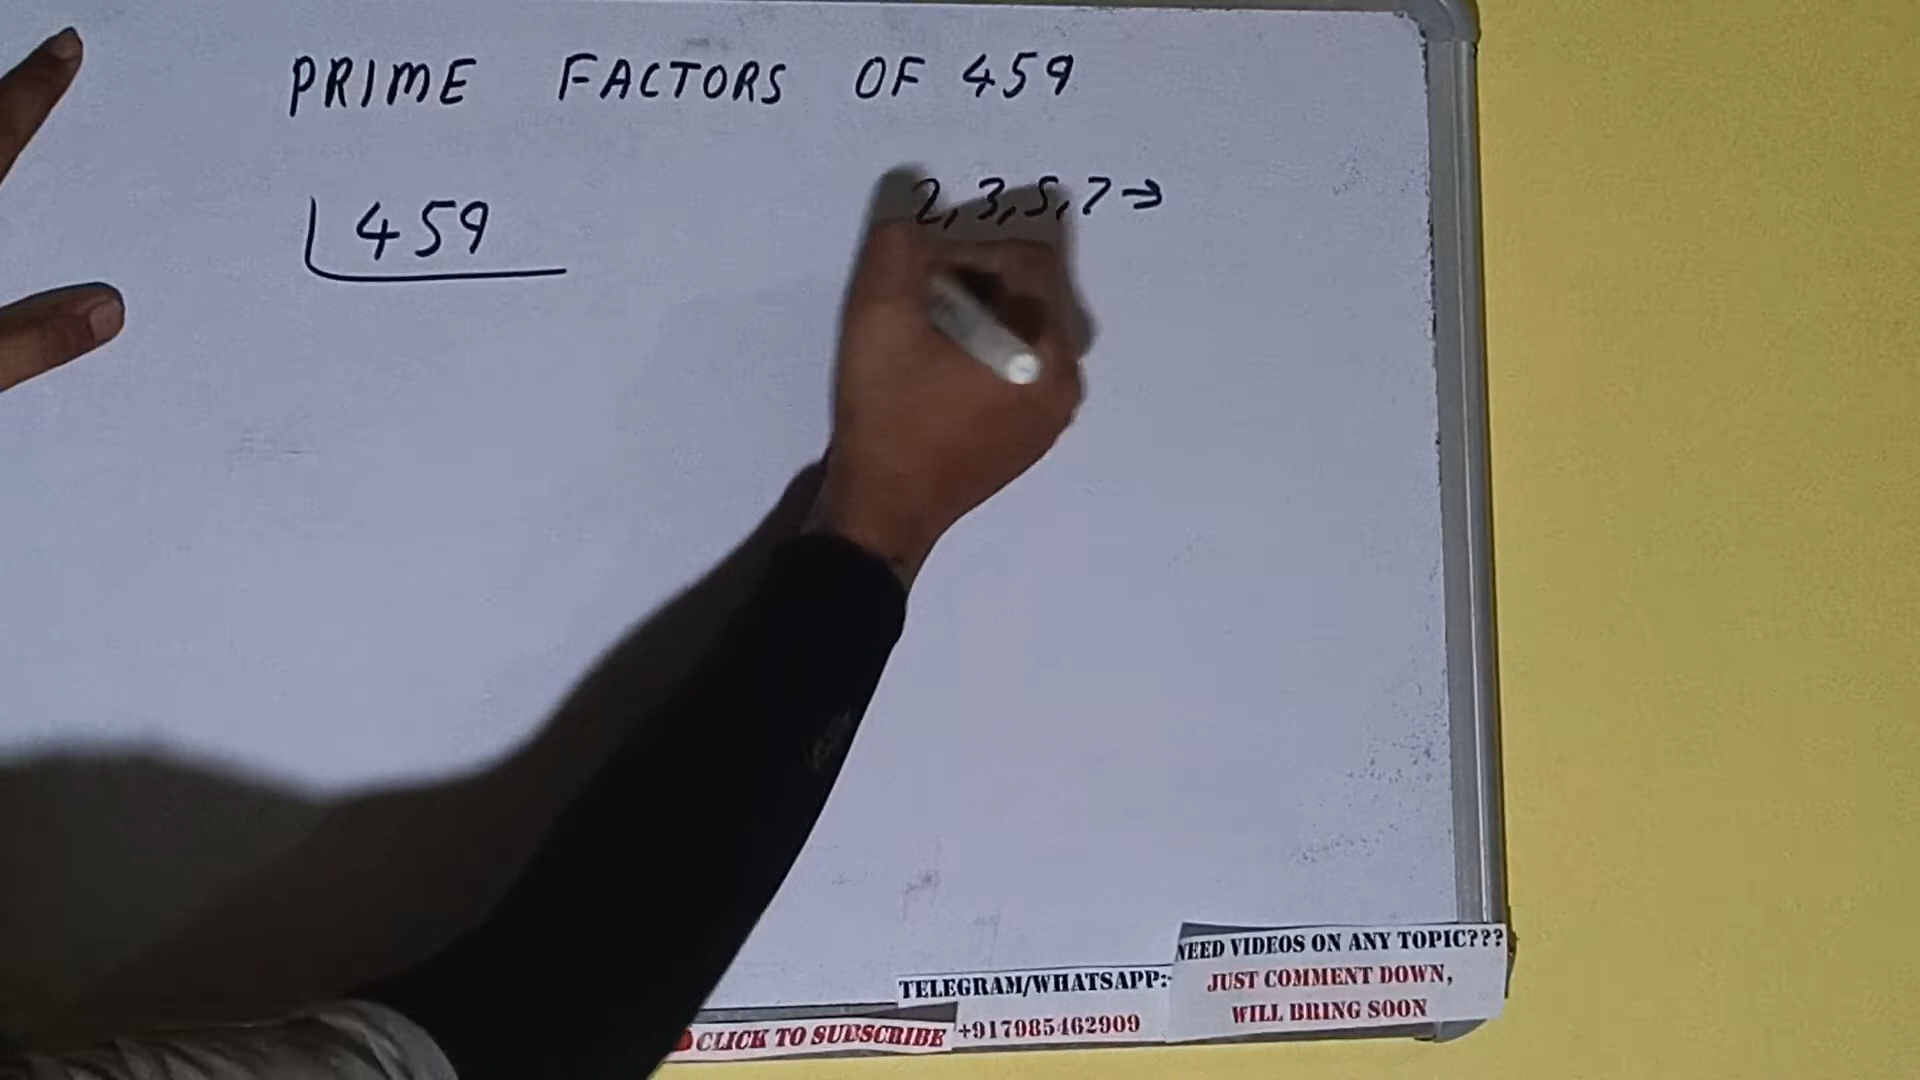 PRIME FACTORS OF 459
459
2,3,5,7→
NEED VIDEOS ON ANY TOPIC???
JUST COMMENT DOWN,
WILL BRING SOON
TELEGRAM/WHATSAPP:-
+917985462909
CLICK TO SUBSCRIBE